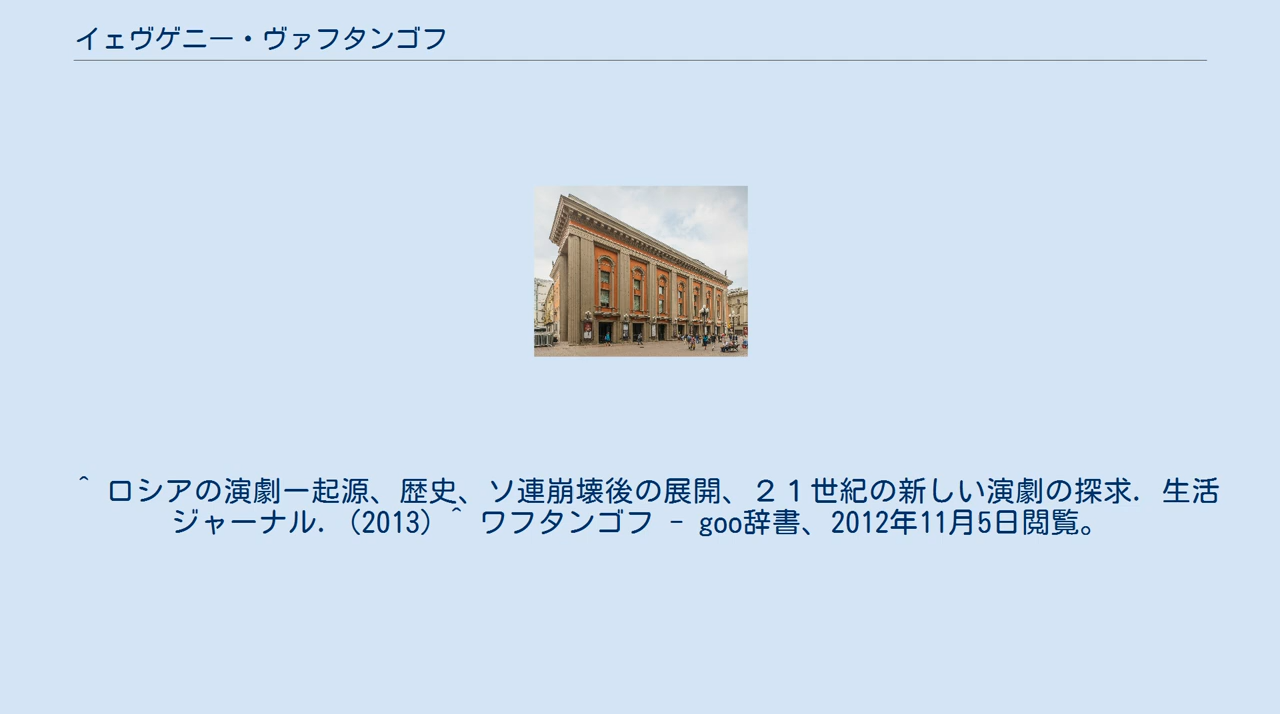 イェヴゲニー・ヴァフタンゴフ
^ ロシアの演劇ー起源、歴史、ソ連崩壊後の展開、２１世紀の新しい演劇の探求. 生活
ジャーナル. (2013) ^ ワフタンゴフ - goo辞書、2012年11月5日閲覧。